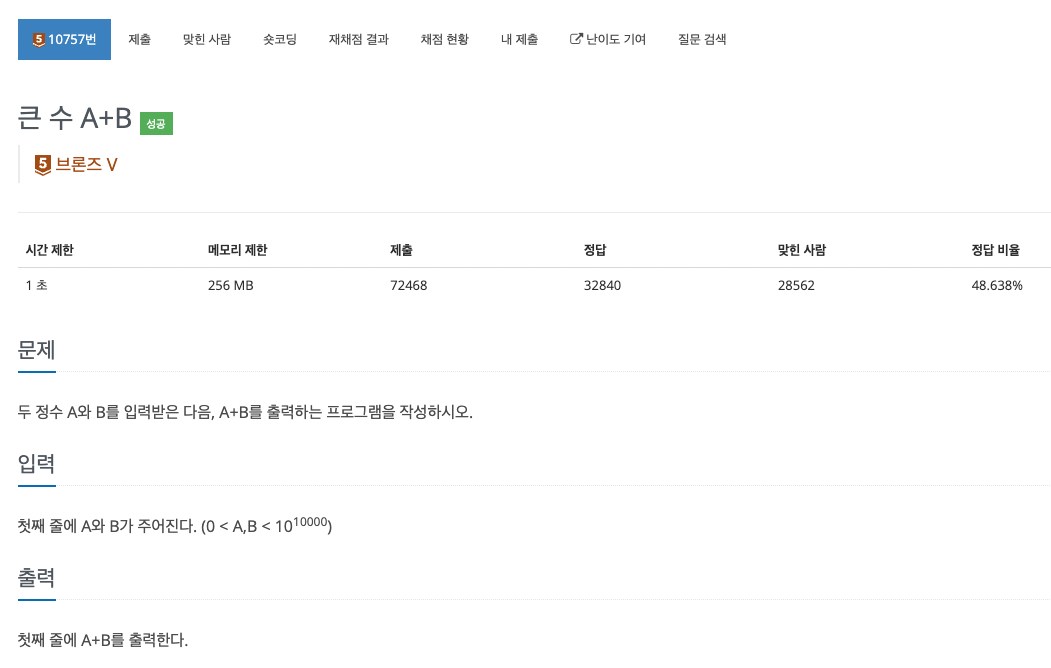 5 10757번 제출 맞힌 사람 숏코딩 재채점 결과 채점 현황 내 제출 난이도 기여 질문 검색
큰 수 A+B 성공
5 브론즈 V
시간 제한 메모리 제한 제출 정답 맞힌 사람 정답 비율
1 초 256 MB 72468 32840 28562 48.638%
문제
두 정수 A와 B를 입력받은 다음, A+B를 출력하는 프로그램을 작성하시오.
입력
첫째 줄에 A와 B가 주어진다. (0 < A,B < 10^10000)
출력
첫째 줄에 A+B를 출력한다.